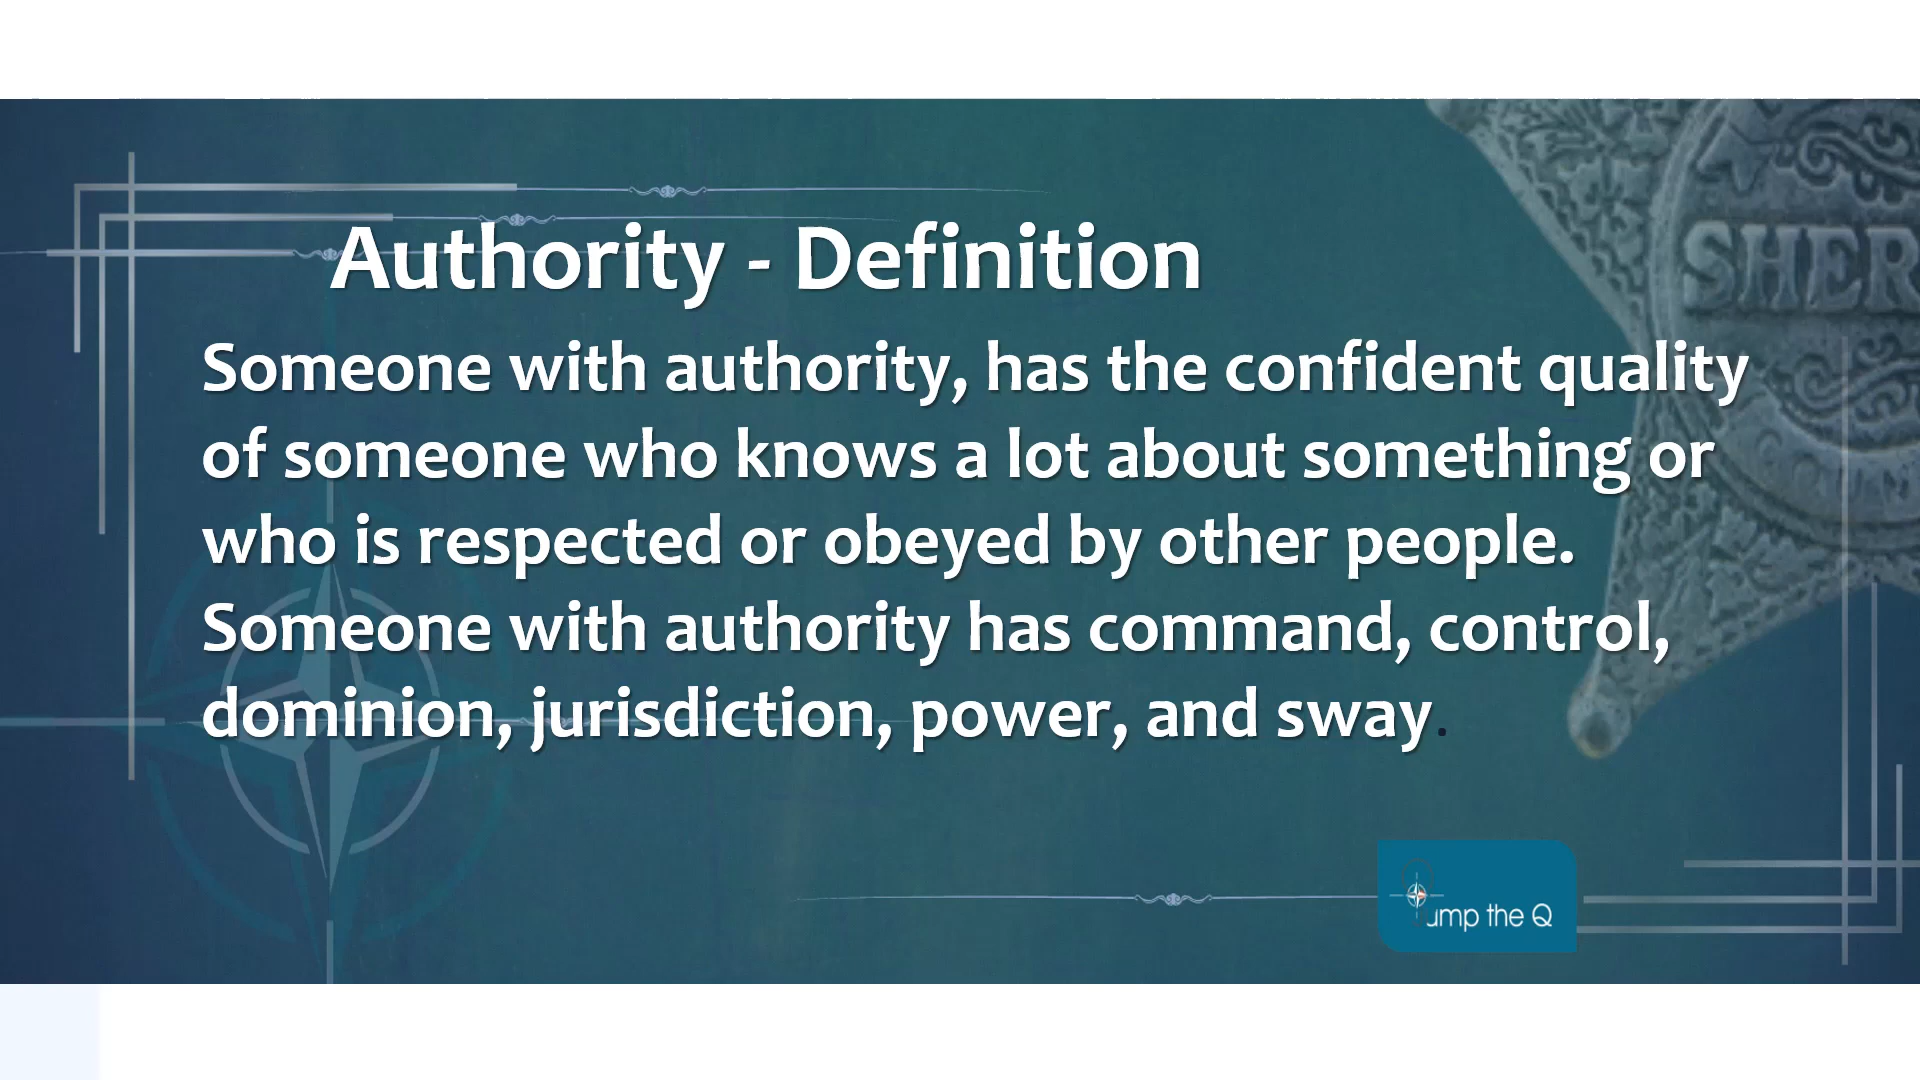 SHER
Authority - Definition
Someone with authority, has the confident quality
of someone who knows a lot about something or
who is respected or obeyed by other people.
Someone with authority has command, control,
dominion, jurisdiction, power, and sway.
ump the Q